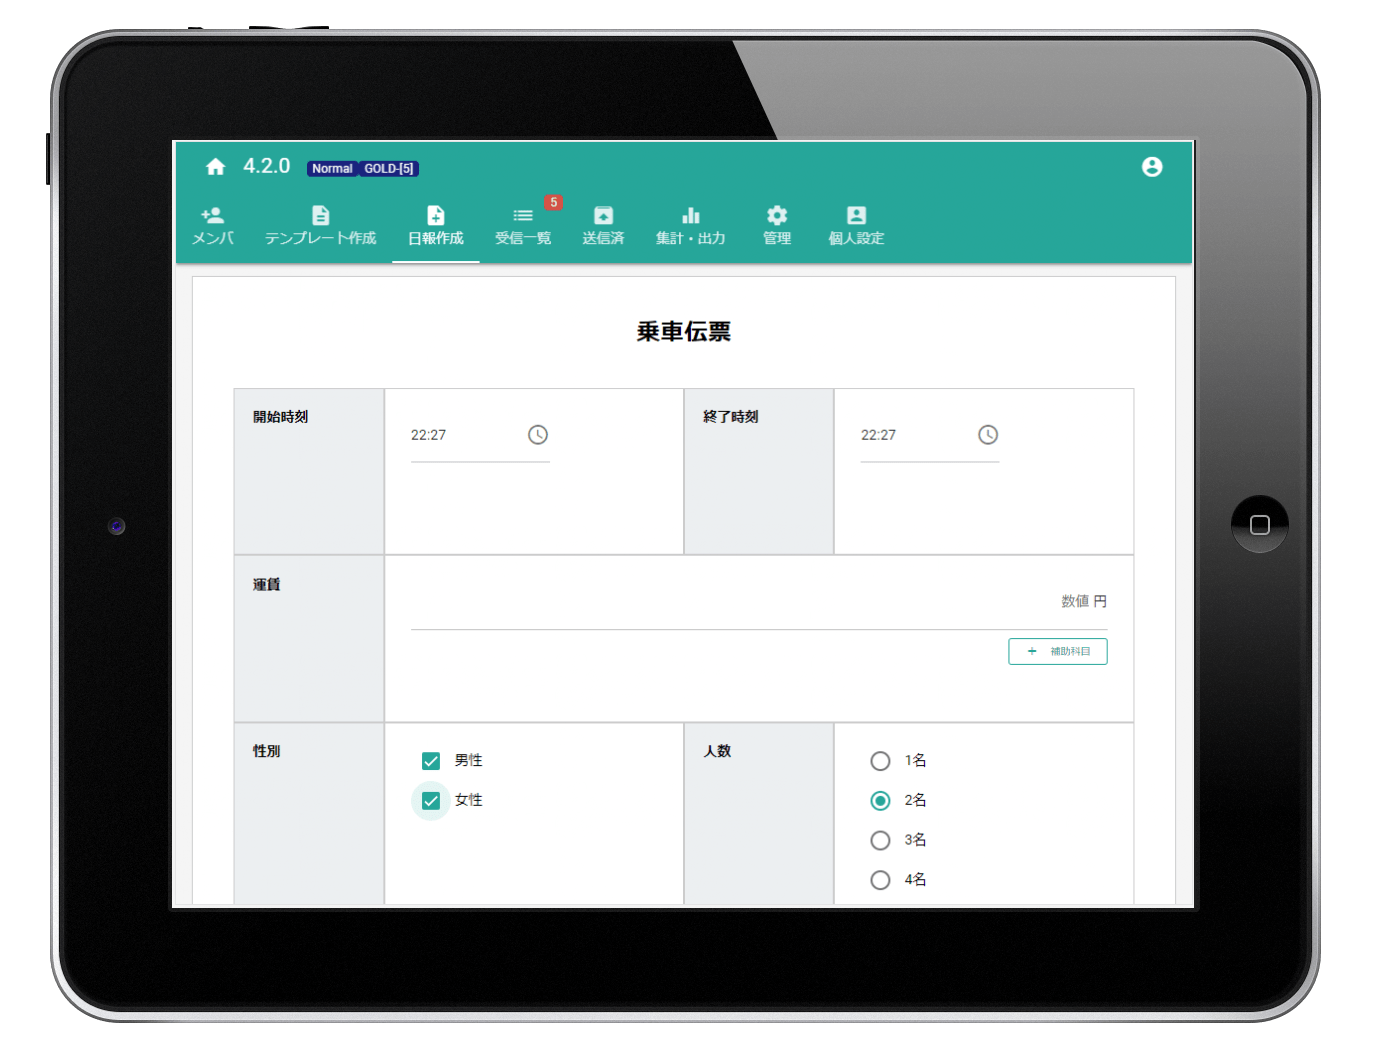 4.2.0 Normal GOLD-[5]
5
メンバ テンプレート作成 日報作成 受信一覧 送信済 集計・出力 管理 個人設定
乗車伝票
開始時刻 22:27 終了時刻 22:27
運賃 数値 円
+ 補助科目
性別 男性 人数 1名
女性 2名
3名
4名